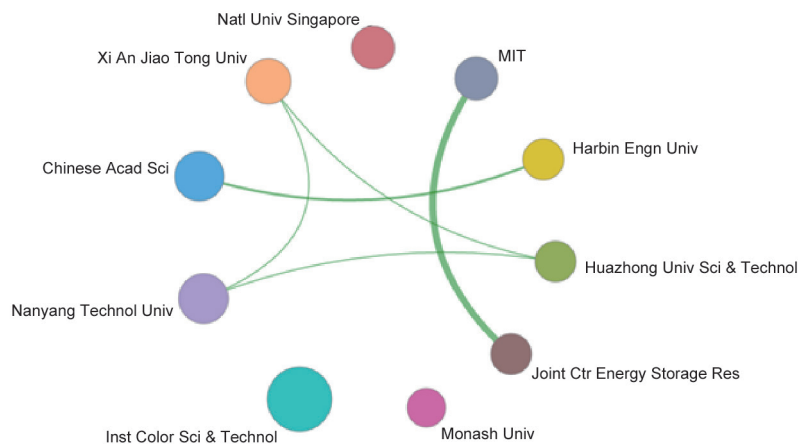 Natl Univ Singapore
Xi An Jiao Tong Univ
MIT
Harbin Engn Univ
Chinese Acad Sci
Huazhong Univ Sci & Technol
Nanyang Technol Univ
Joint Ctr Energy Storage Res
Inst Color Sci & Technol
Monash Univ